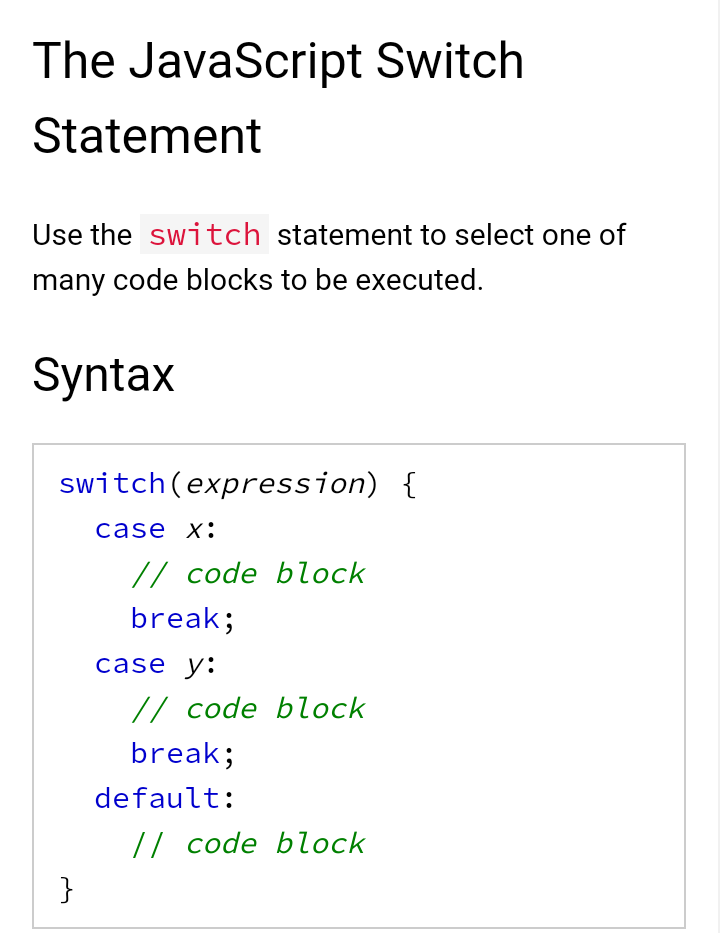 The JavaScript Switch
Statement
Use the switch statement to select one of
many code blocks to be executed.
Syntax
switch(expression) {
  case x:
    // code block
    break;
  case y:
    // code block
    break;
  default:
    // code block
}